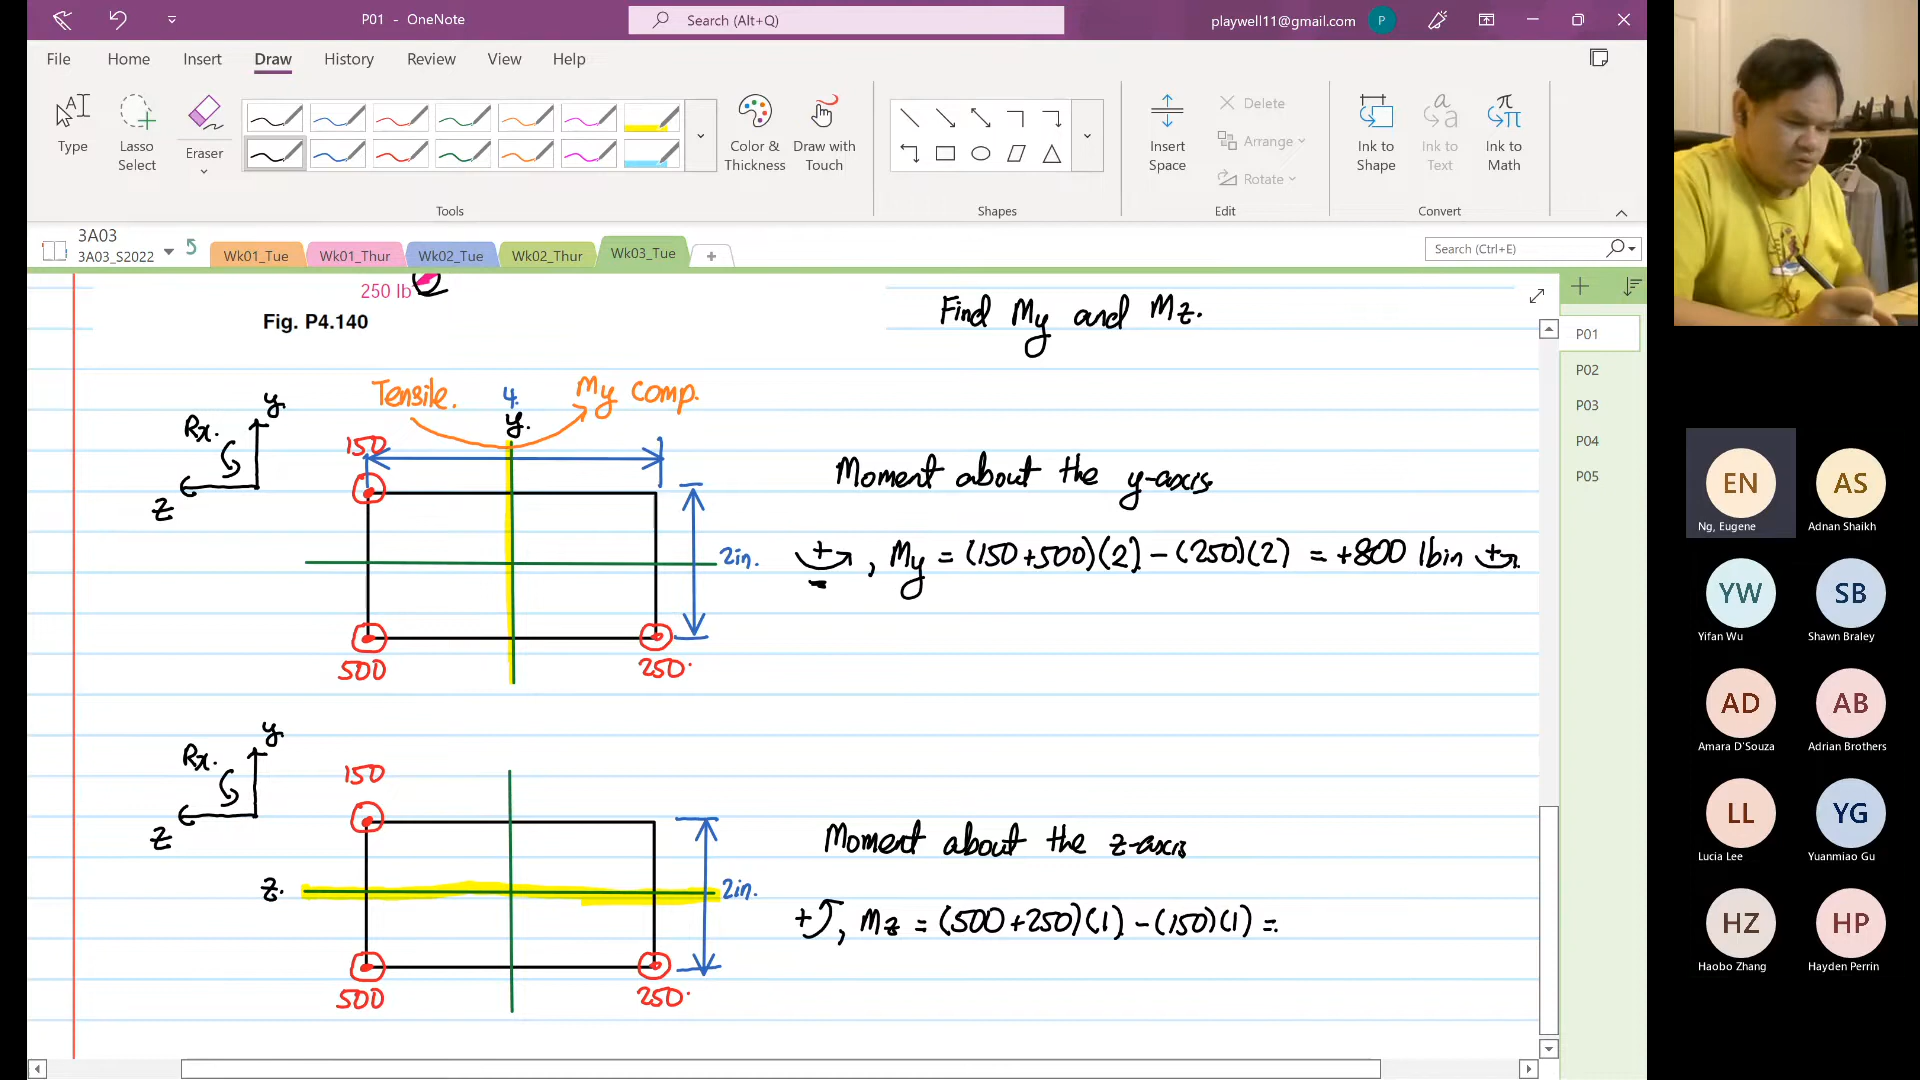 P01 - OneNote
Search (Alt+Q)
playwell11@gmail.com
P
File
Home
Insert
Draw
History
Review
View
Help
Type
Lasso Select
Eraser
Color & Thickness
Draw with Touch
Insert Space
Delete
Arrange
Rotate
Ink to Shape
Ink to Text
Ink to Math
Tools
Shapes
Edit
Convert
3A03
3A03_S2022
Wk01_Tue
Wk01_Thur
Wk02_Tue
Wk02_Thur
Wk03_Tue
Search (Ctrl+E)
P01
P02
P03
P04
P05
250 lb
Fig. P4.140
Find My and Mz.
Tensile.
4.
My Comp.
y.
y
Rx.
z
150
2in.
500
250.
Moment about the y-axis.
+ , My = (150+500)(2) - (250)(2) = +800 lbin +
y
Rx.
z
150
z.
2in.
500
250.
Moment about the z-axis
+ , Mz = (500+250)(1) - (150)(1) =
EN
Ng, Eugene
AS
Adnan Shaikh
YW
Yifan Wu
SB
Shawn Braley
AD
Amara D'Souza
AB
Adrian Brothers
LL
Lucia Lee
YG
Yuanmiao Gu
HZ
Haobo Zhang
HP
Hayden Perrin